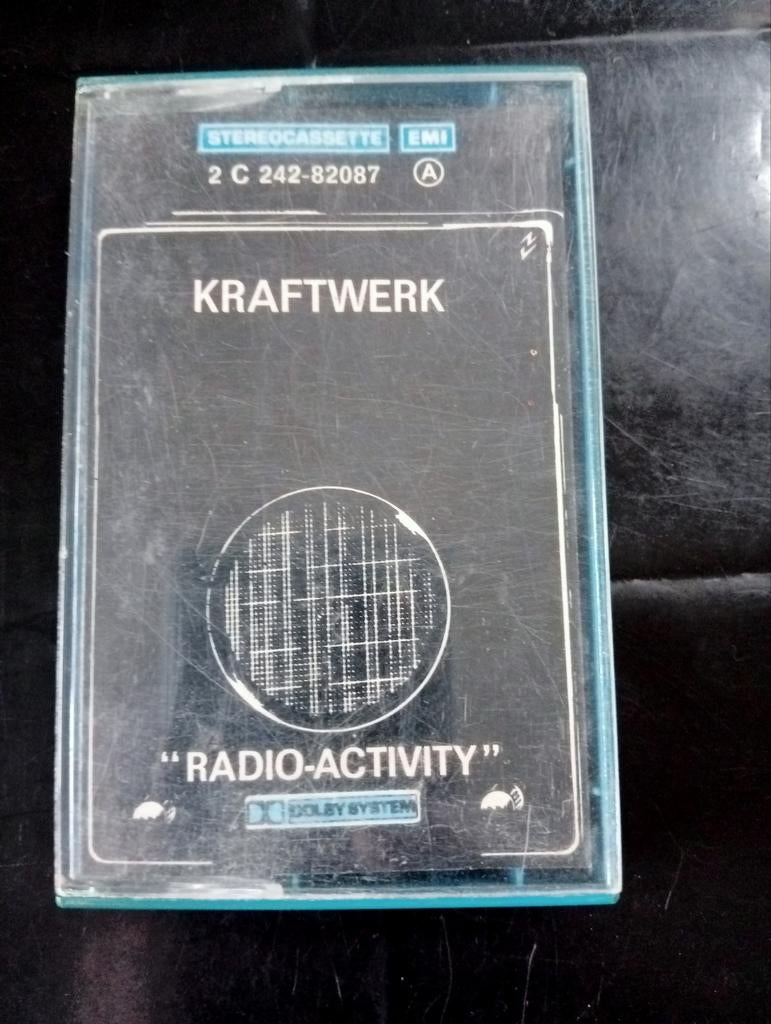 STEREOCASSETTE EMI
2 C 242-82087 A
KRAFTWERK
“RADIO-ACTIVITY”
DOLBY SYSTEM